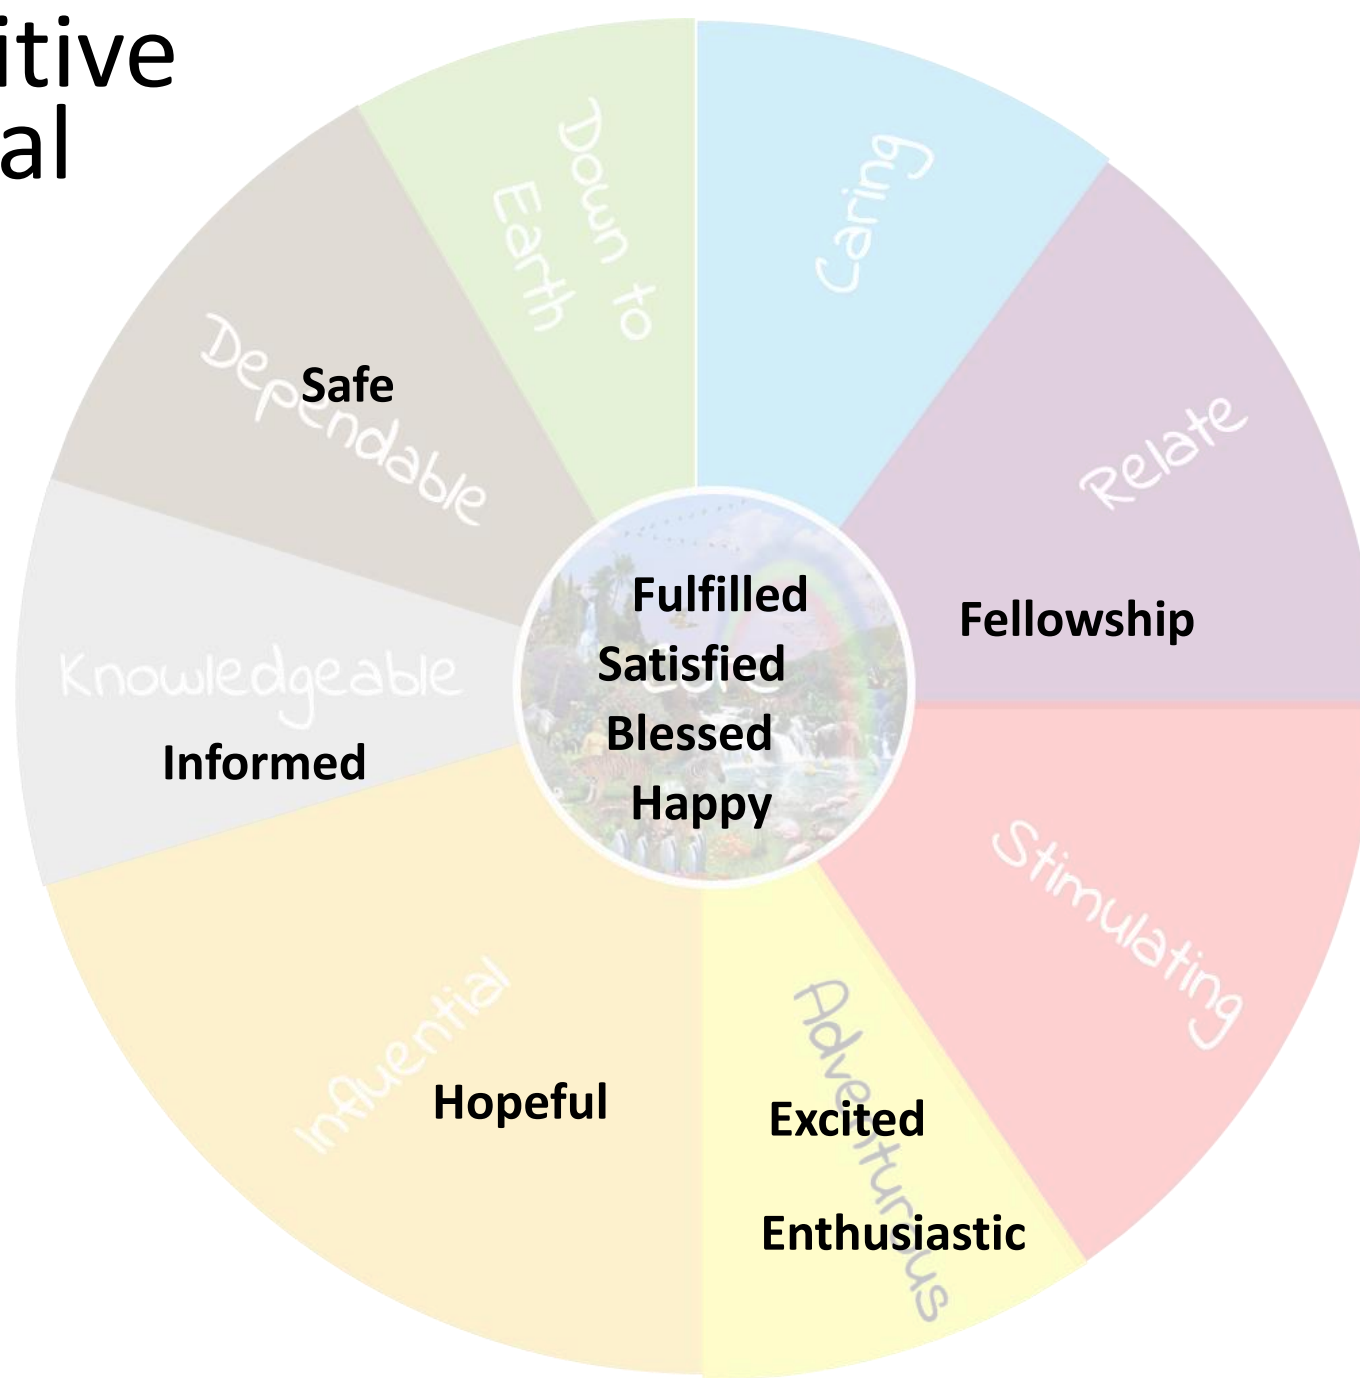 itive
al
Down to
Earth
Caring
Dependable
Safe
Relate
Fellowship
Fulfilled
Satisfied
Blessed
Happy
Knowledgeable
Informed
Stimulating
Influential
Hopeful
Adventurous
Excited
Enthusiastic